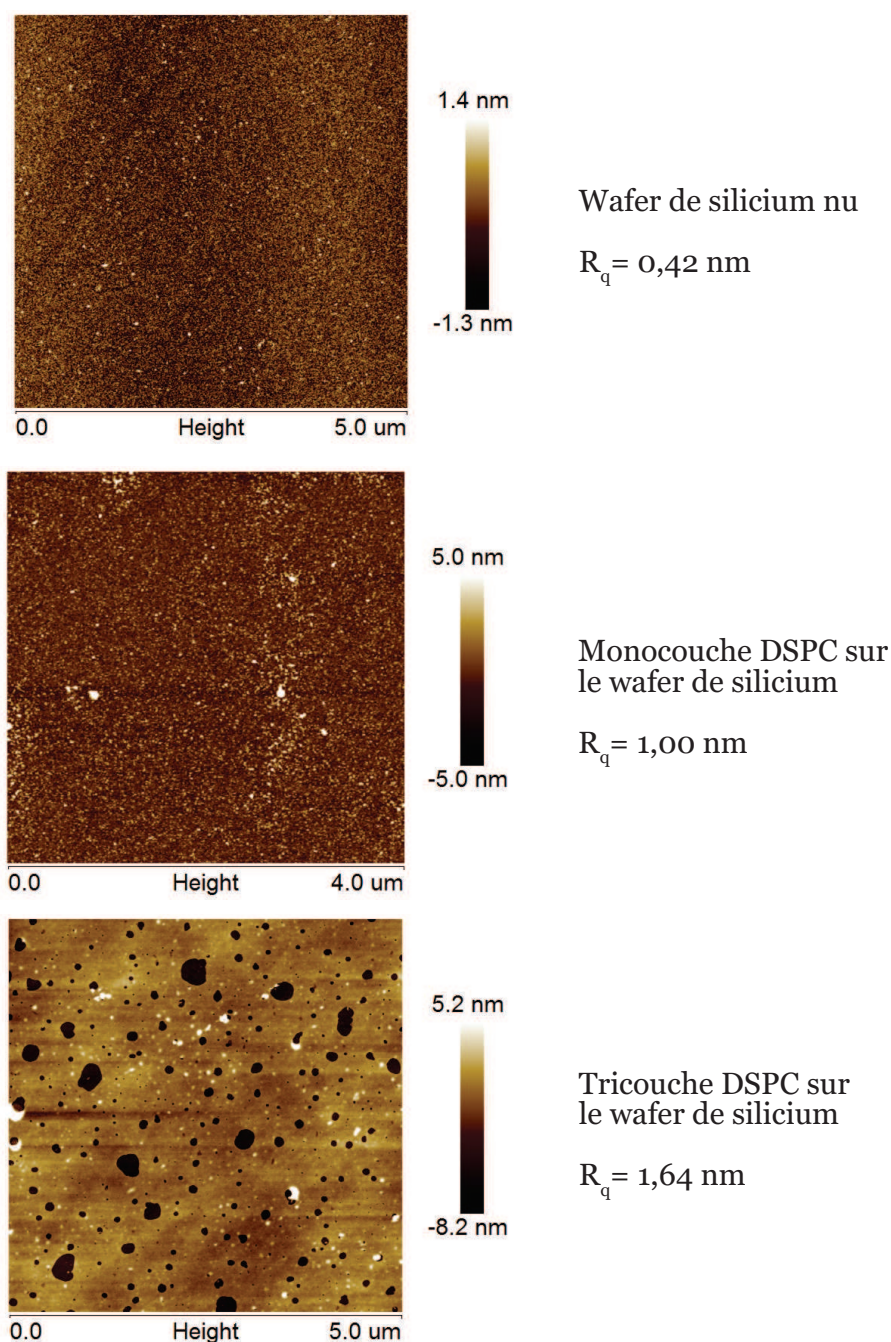 1.4 nm
-1.3 nm
Wafer de silicium nu
Rq= 0,42 nm
0.0 Height 5.0 um
5.0 nm
-5.0 nm
Monocouche DSPC sur
le wafer de silicium
Rq= 1,00 nm
0.0 Height 4.0 um
5.2 nm
-8.2 nm
Tricouche DSPC sur
le wafer de silicium
Rq= 1,64 nm
0.0 Height 5.0 um